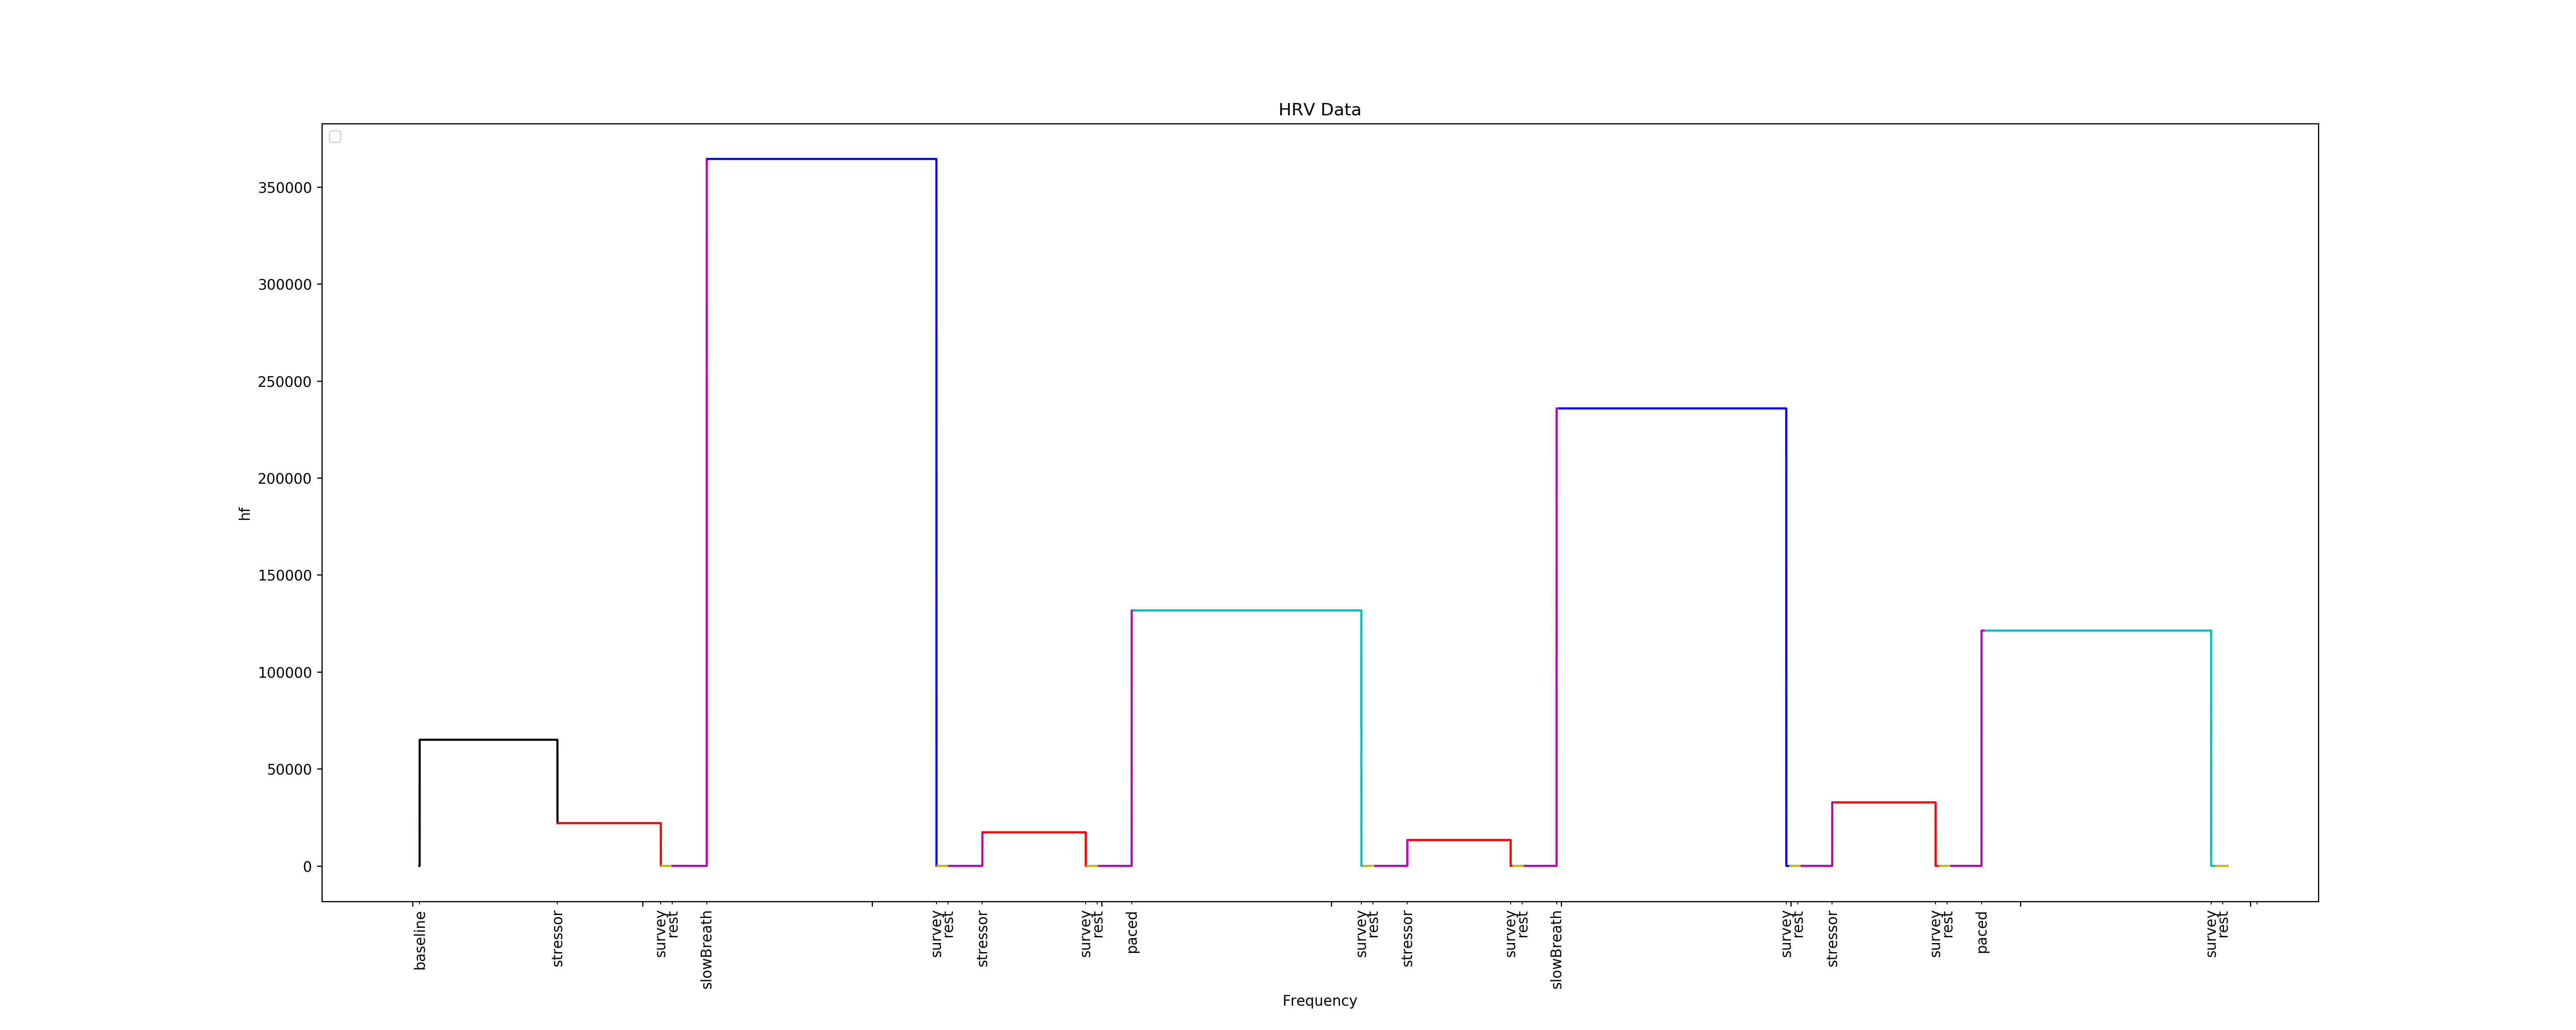 HRV Data
350000
300000
250000
200000
150000
100000
50000
0
hf
baseline
stressor
survey
rest
slowBreath
survey
rest
stressor
survey
rest
paced
survey
rest
stressor
survey
rest
slowBreath
survey
rest
stressor
survey
rest
paced
survey
rest
Frequency